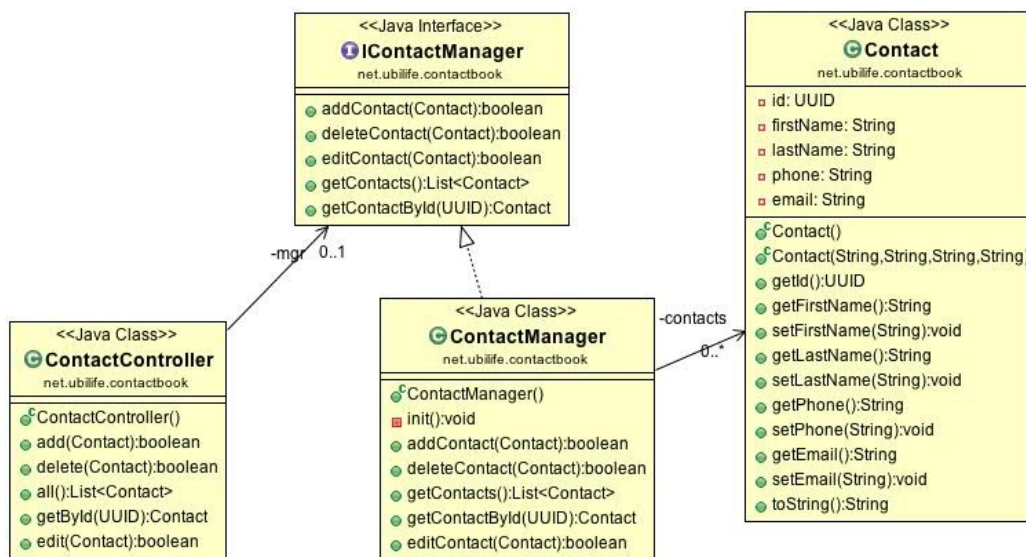 <<Java Interface>>
IContactManager
net.ubilife.contactbook
addContact(Contact):boolean
deleteContact(Contact):boolean
editContact(Contact):boolean
getContacts():List<Contact>
getContactById(UUID):Contact
<<Java Class>>
Contact
net.ubilife.contactbook
id: UUID
firstName: String
lastName: String
phone: String
email: String
Contact()
Contact(String,String,String,String)
getId():UUID
getFirstName():String
setFirstName(String):void
getLastName():String
setLastName(String):void
getPhone():String
setPhone(String):void
getEmail():String
setEmail(String):void
toString():String
-mgr 0..1
<<Java Class>>
ContactController
net.ubilife.contactbook
ContactController()
add(Contact):boolean
delete(Contact):boolean
all():List<Contact>
getById(UUID):Contact
edit(Contact):boolean
<<Java Class>>
ContactManager
net.ubilife.contactbook
ContactManager()
init():void
addContact(Contact):boolean
deleteContact(Contact):boolean
getContacts():List<Contact>
getContactById(UUID):Contact
editContact(Contact):boolean
-contacts
0..*